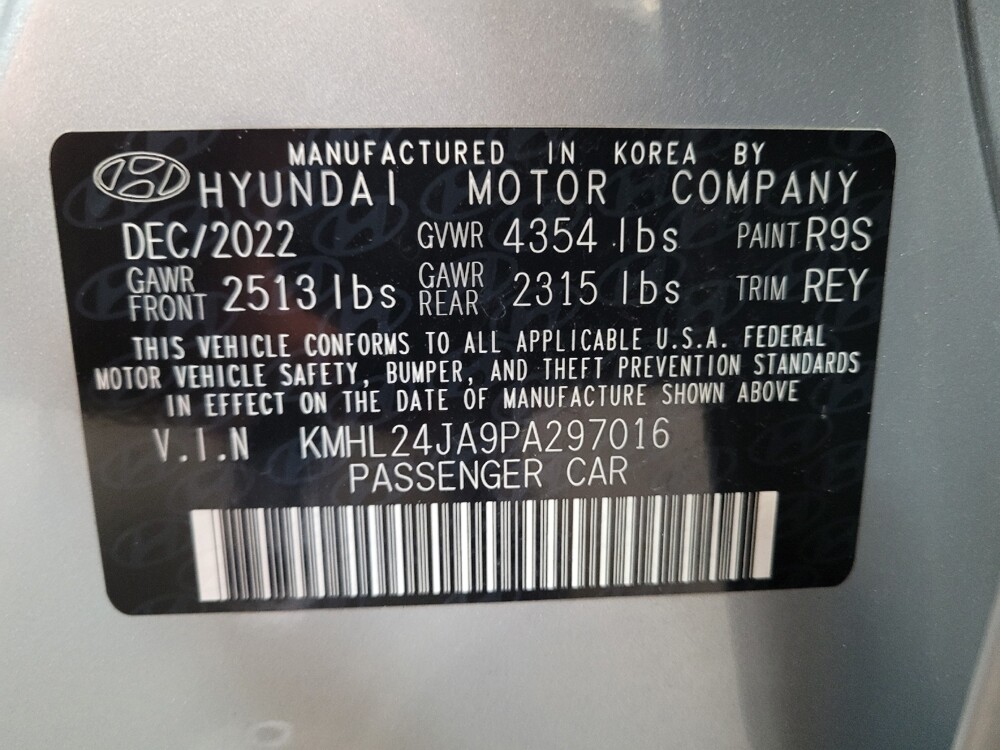 MANUFACTURED IN KOREA BY
HYUNDAI MOTOR COMPANY
DEC/2022 GVWR 4354 lbs PAINT R9S
GAWR FRONT 2513 lbs GAWR REAR 2315 lbs TRIM REY
THIS VEHICLE CONFORMS TO ALL APPLICABLE U.S.A. FEDERAL
MOTOR VEHICLE SAFETY, BUMPER, AND THEFT PREVENTION STANDARDS
IN EFFECT ON THE DATE OF MANUFACTURE SHOWN ABOVE
V.I.N KMHL24JA9PA297016
PASSENGER CAR